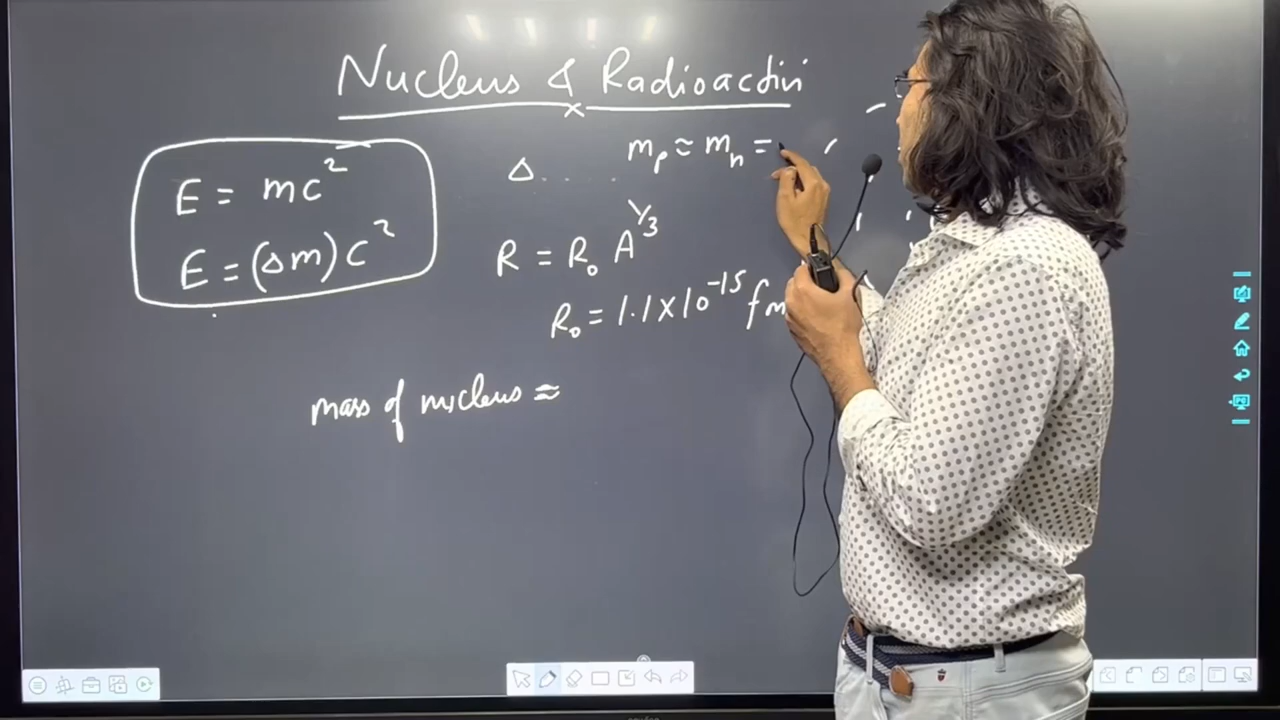 Nucleus & Radioactivi
E = mc²
E = (Δm)c²
Δ....
mₚ ≈ mₙ =
R = R₀ A^1/3
R₀ = 1.1×10⁻¹⁵ fm
mass of nucleus ≈